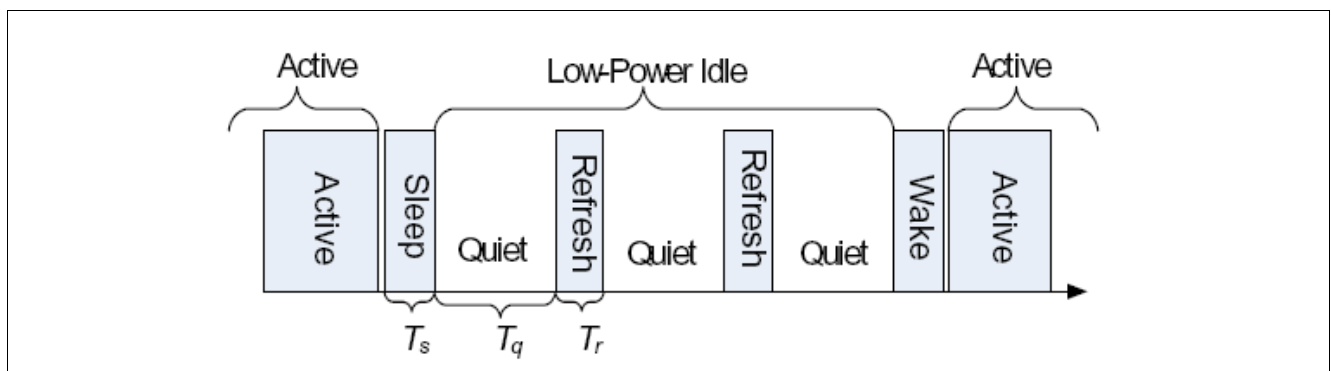 Active
Low-Power Idle
Active
Active
Sleep
Quiet
Refresh
Quiet
Refresh
Quiet
Wake
Active
Ts
Tq
Tr